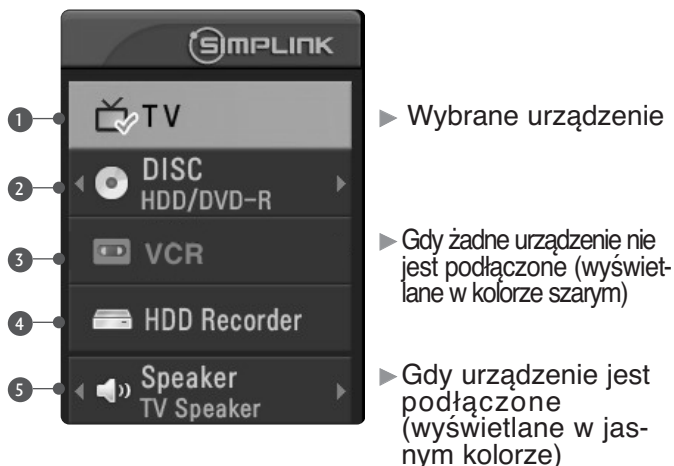 SIMPLINK
1 TV
Wybrane urządzenie
2 DISC
HDD/DVD-R
3 VCR
Gdy żadne urządzenie nie
jest podłączone (wyświet-
lane w kolorze szarym)
4 HDD Recorder
5 Speaker
TV Speaker
Gdy urządzenie jest
podłączone
(wyświetlane w jas-
nym kolorze)